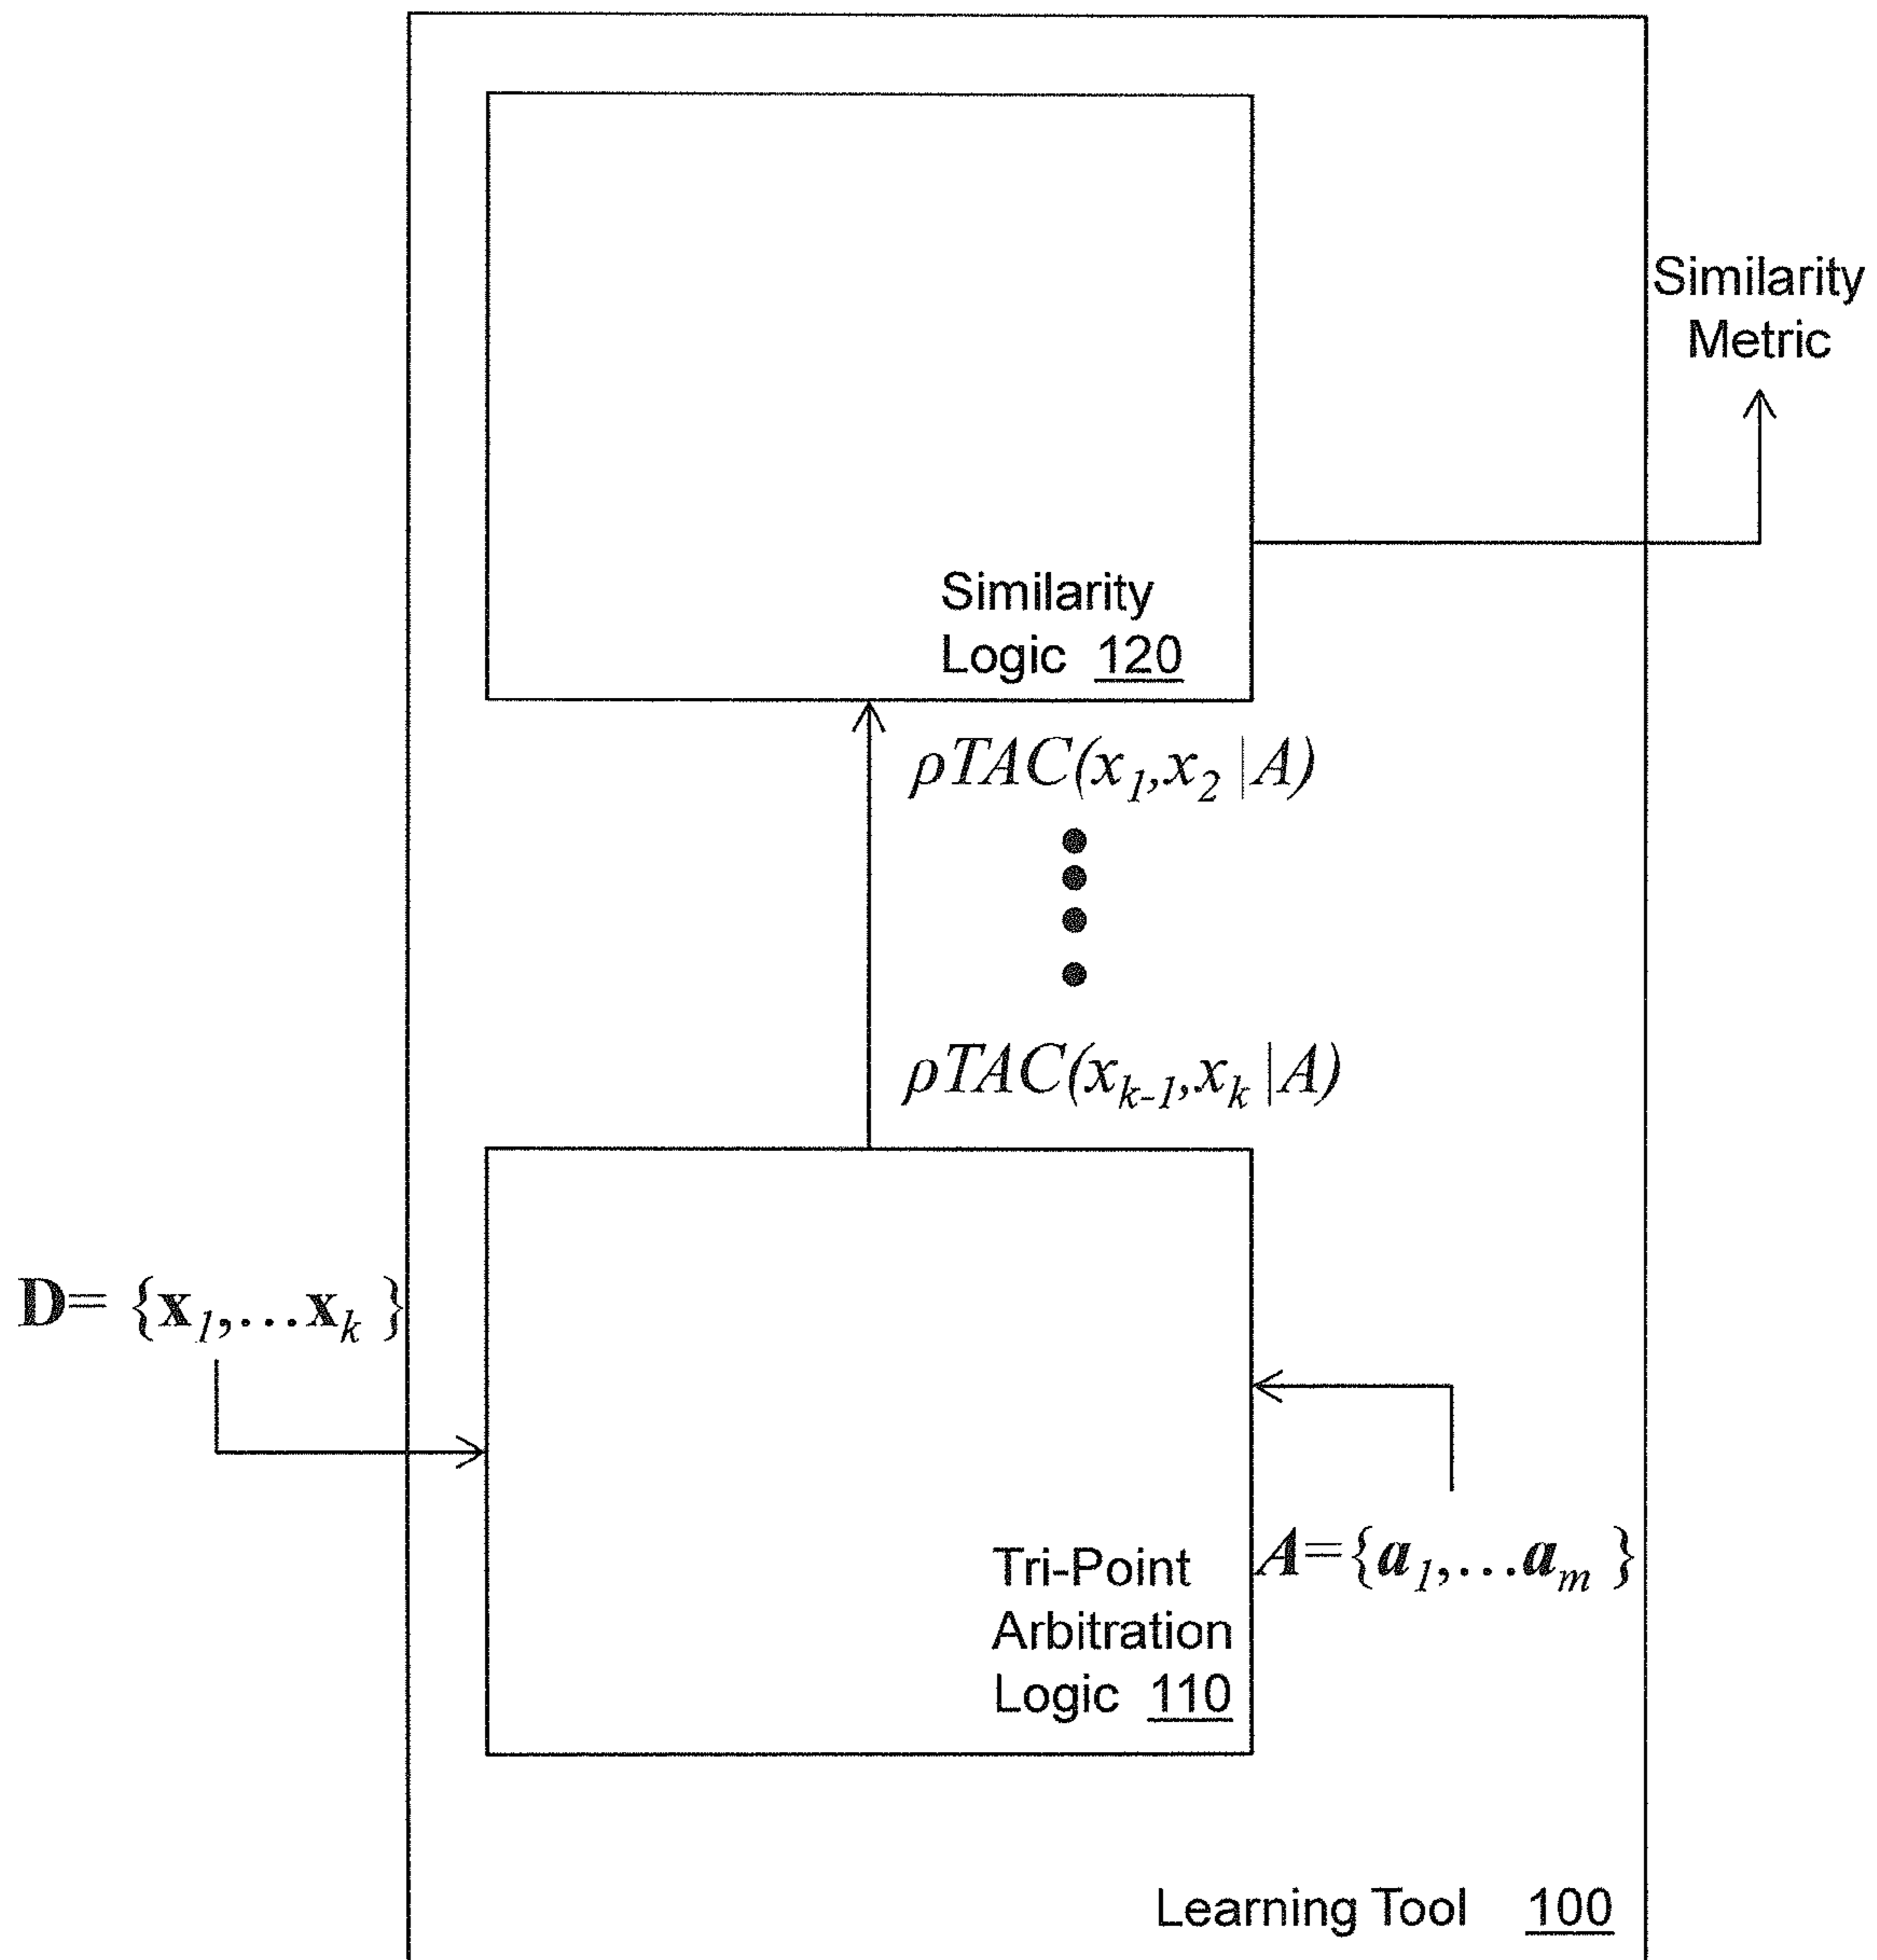 Similarity
Metric
Similarity
Logic 120
ρTAC(x₁,x₂ |A)
ρTAC(xₖ₋₁,xₖ |A)
D= {x₁,...xₖ }
Tri-Point
Arbitration
Logic 110
A={a₁,...aₘ }
Learning Tool 100